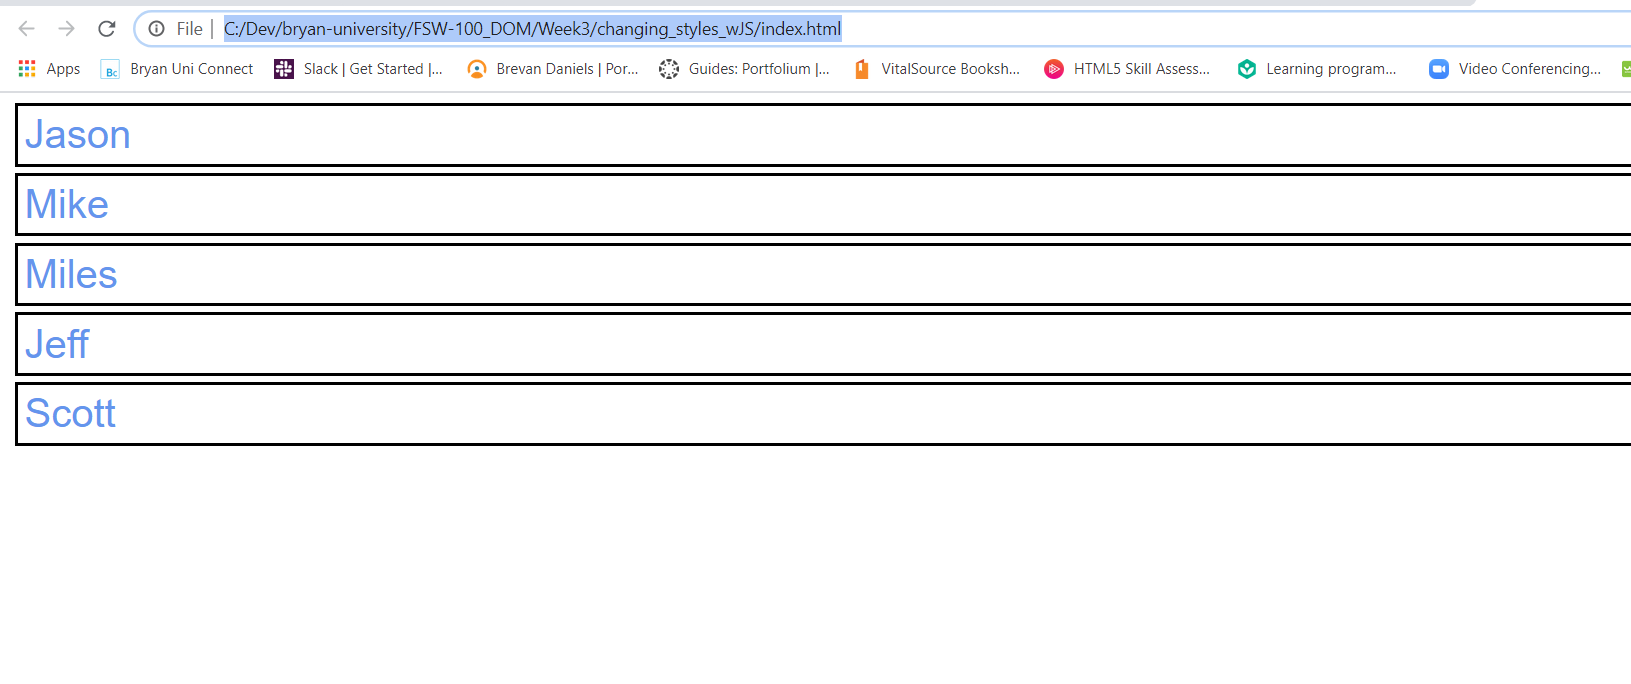 File | C:/Dev/bryan-university/FSW-100_DOM/Week3/changing_styles_wJS/index.html
Apps Bc Bryan Uni Connect Slack | Get Started |... Brevan Daniels | Por... Guides: Portfolium |... VitalSource Booksh... HTML5 Skill Assess... Learning program... Video Conferencing...
Jason
Mike
Miles
Jeff
Scott